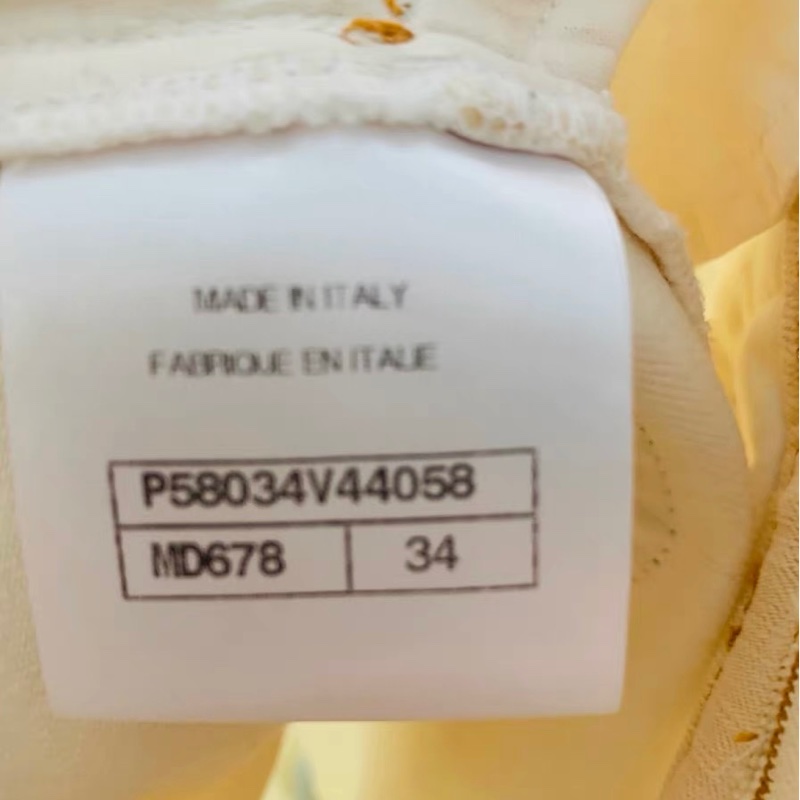 MADE IN ITALY
FABRIQUE EN ITALIE
P58034V44058
MD678 34